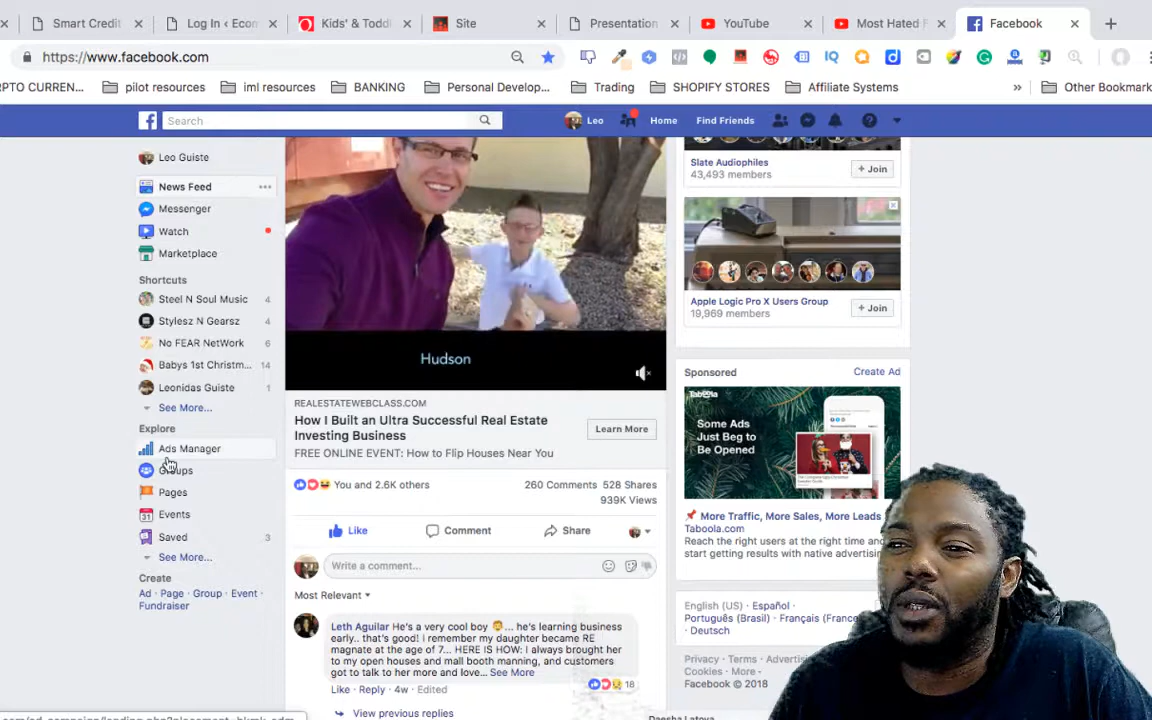 Smart Credit
Log In ‹ Econ
Kids' & Todd
Site
Presentation
YouTube
Most Hated F
Facebook
https://www.facebook.com
RPTO CURREN...
pilot resources
iml resources
BANKING
Personal Develop...
Trading
SHOPIFY STORES
Affiliate Systems
»
Other Bookmark
Search
Leo
Home
Find Friends
Leo Guiste
News Feed
Messenger
Watch
Marketplace
Shortcuts
Steel N Soul Music 4
Stylesz N Gearsz 4
No FEAR NetWork 6
Babys 1st Christm... 14
Leonidas Guiste 1
See More...
Explore
Ads Manager
Groups
Pages
Events
Saved 3
See More...
Create
Ad · Page · Group · Event ·
Fundraiser
Hudson
REALESTATEWEBCLASS.COM
How I Built an Ultra Successful Real Estate
Investing Business
FREE ONLINE EVENT: How to Flip Houses Near You
Learn More
You and 2.6K others
260 Comments 528 Shares
939K Views
Like
Comment
Share
Write a comment...
Most Relevant
Leth Aguilar He's a very cool boy 🤗... he's learning business
early.. that's good! i remember my daughter became RE
magnate at the age of 7... HERE IS HOW: I always brought her
to my open houses and mall booth manning, and customers
got to talk to her more and love... See More
18
Like · Reply · 4w · Edited
View previous replies
Slate Audiophiles
43,493 members
+ Join
Apple Logic Pro X Users Group
19,969 members
+ Join
Sponsored
Create Ad
Taboola
Some Ads
Just Beg to
Be Opened
📌 More Traffic, More Sales, More Leads
Taboola.com
Reach the right users at the right time and
start getting results with native advertisin
English (US) · Español ·
Português (Brasil) · Français (France
· Deutsch
Privacy · Terms · Advertisi
Cookies · More ·
Facebook © 2018
Daesha Latoya